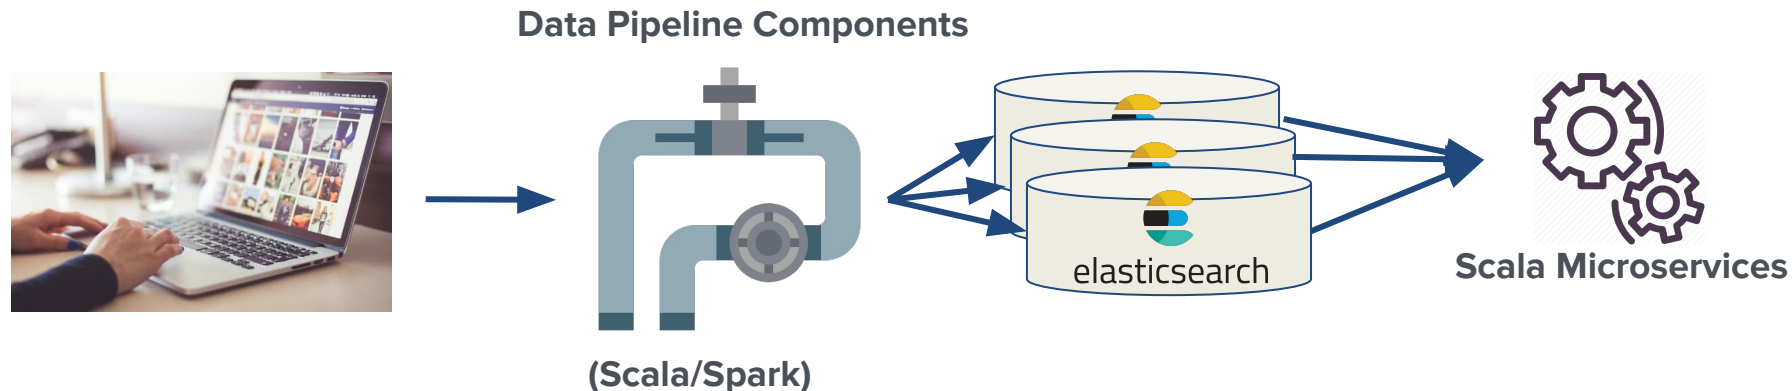 Data Pipeline Components
elasticsearch
Scala Microservices
(Scala/Spark)